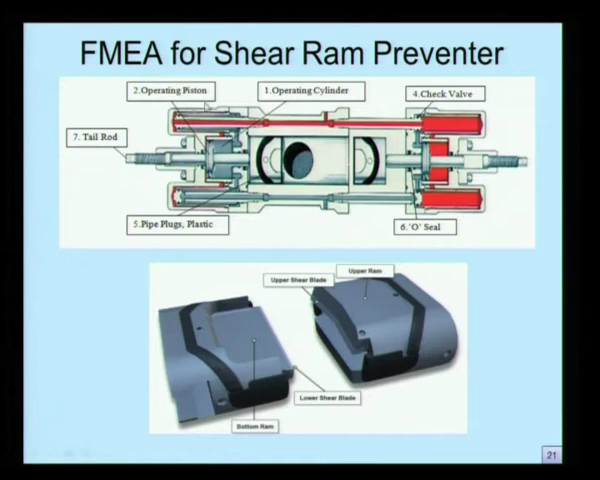 FMEA for Shear Ram Preventer
2.Operating Piston
1.Operating Cylinder
4.Check Valve
7. Tail Rod
5.Pipe Plugs, Plastic
6.'O' Seal
Upper Shear Blade
Upper Ram
Lower Shear Blade
Bottom Ram
21